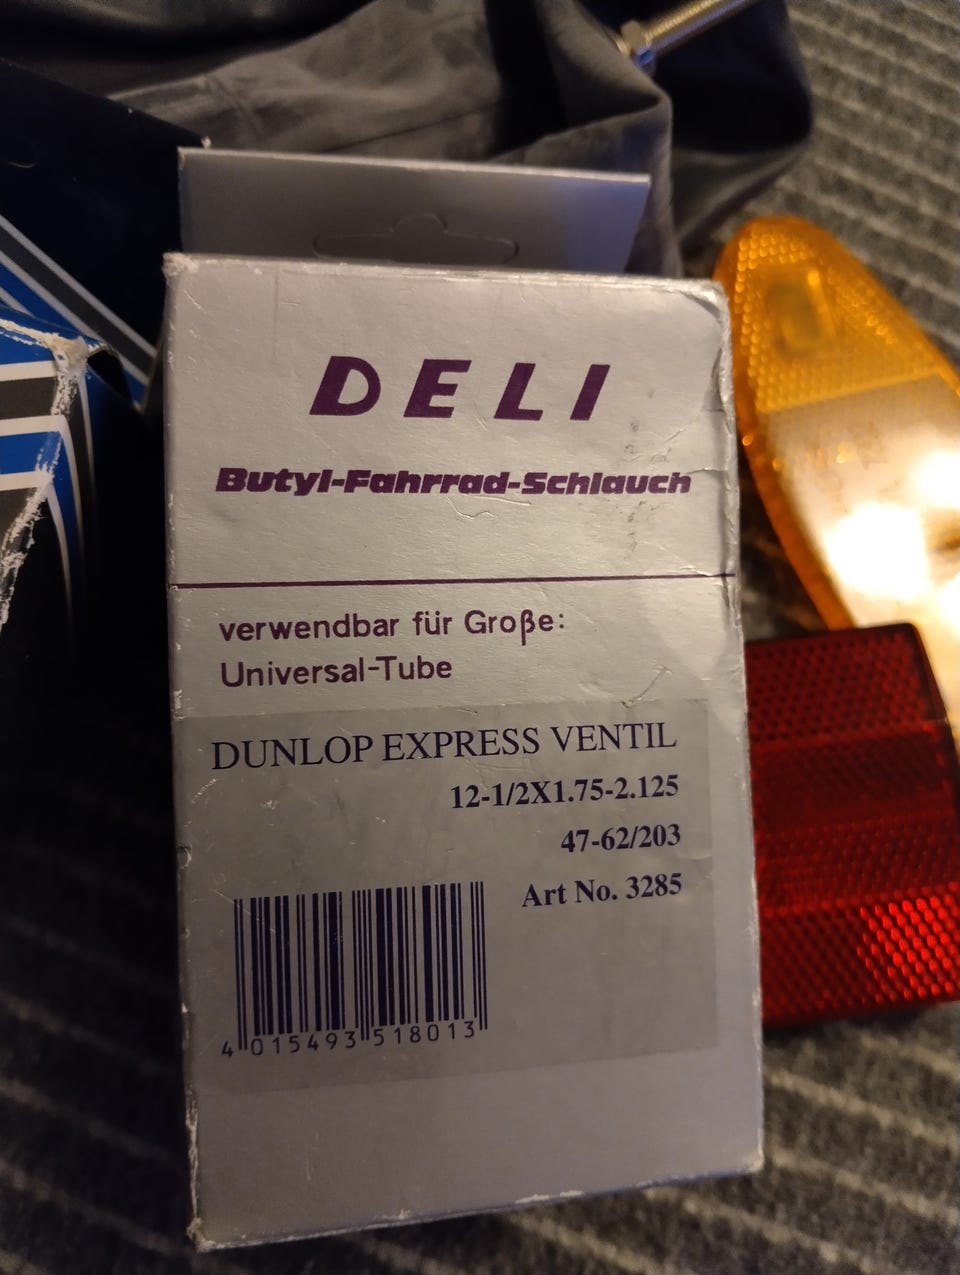 DELI
Butyl-Fahrrad-Schlauch
verwendbar für Große:
Universal-Tube
DUNLOP EXPRESS VENTIL
12-1/2X1.75-2.125
47-62/203
Art No. 3285
4 015493 518013